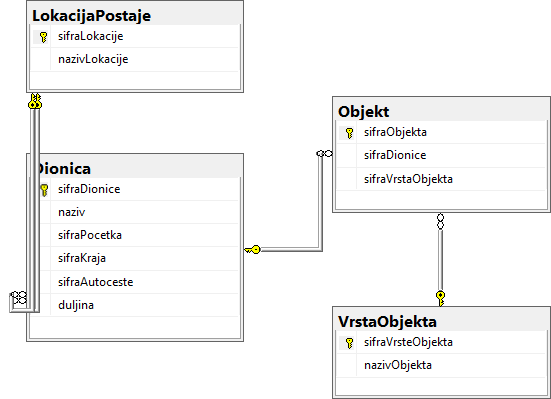 LokacijaPostaje
sifraLokacije
nazivLokacije
Dionica
sifraDionice
naziv
sifraPocetka
sifraKraja
sifraAutoceste
duljina
Objekt
sifraObjekta
sifraDionice
sifraVrstaObjekta
VrstaObjekta
sifraVrsteObjekta
nazivObjekta